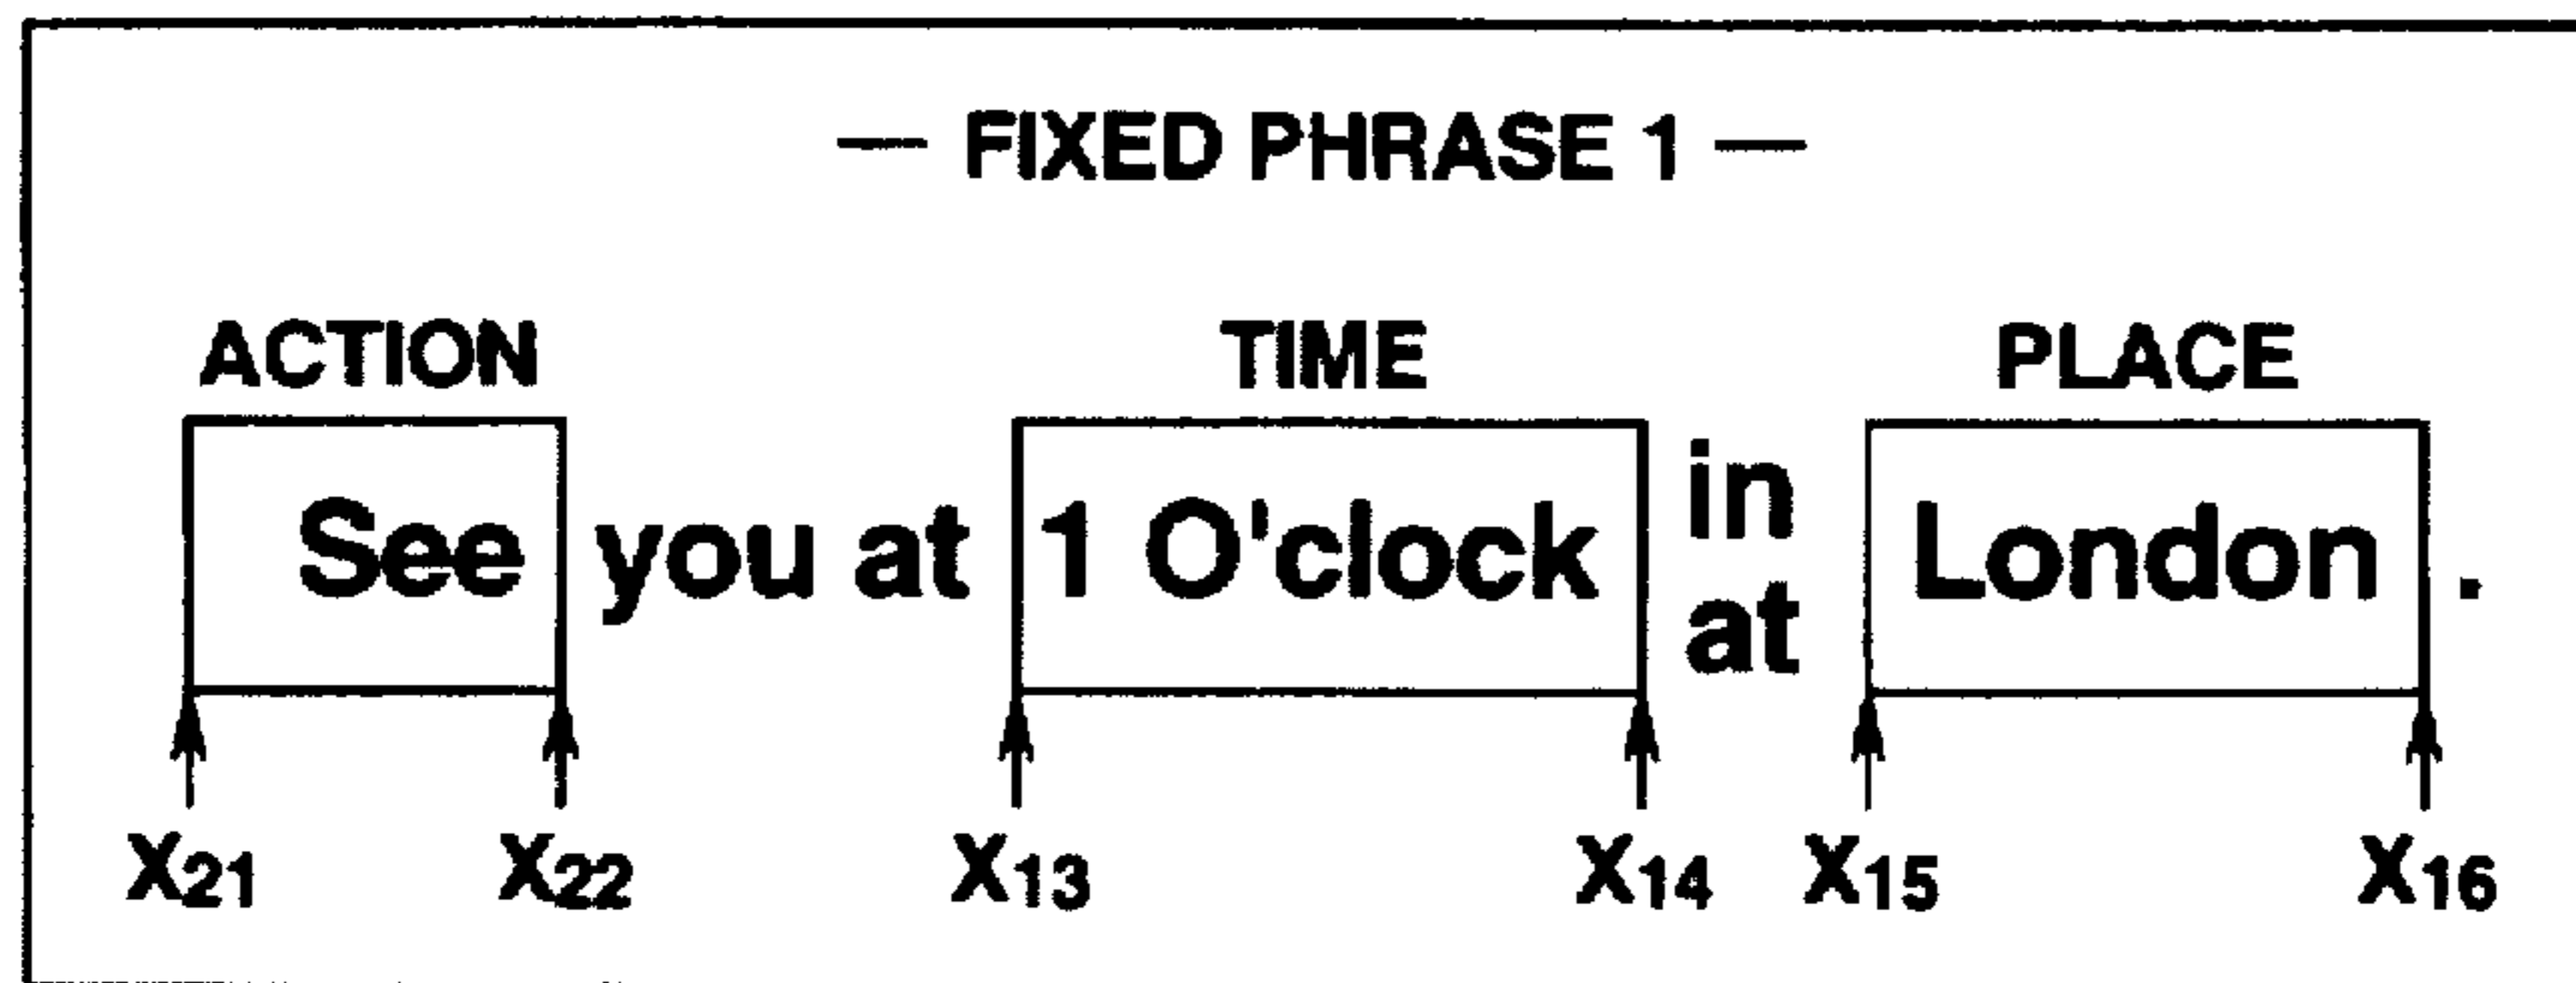 — FIXED PHRASE 1 —
ACTION TIME PLACE
See you at 1 O'clock in at London .
X21 X22 X13 X14 X15 X16